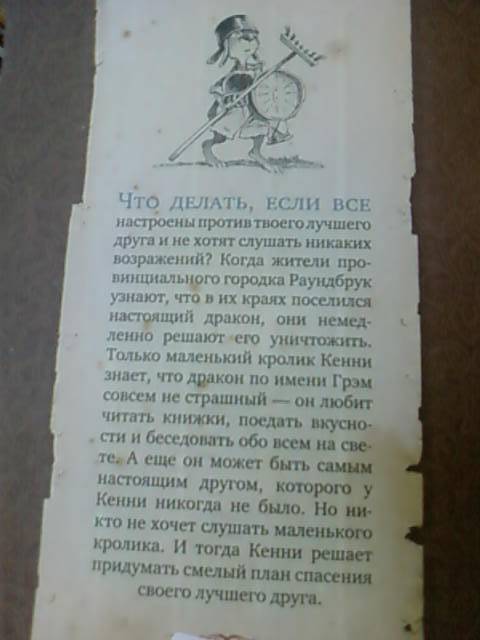 Что делать, если все
настроены против твоего лучшего
друга и не хотят слушать никаких
возражений? Когда жители про-
винциального городка Раундбрук
узнают, что в их краях поселился
настоящий дракон, они немед-
ленно решают его уничтожить.
Только маленький кролик Кенни
знает, что дракон по имени Грэм
совсем не страшный — он любит
читать книжки, поедать вкусно-
сти и беседовать обо всем на све-
те. А еще он может быть самым
настоящим другом, которого у
Кенни никогда не было. Но ни-
кто не хочет слушать маленького
кролика. И тогда Кенни решает
придумать смелый план спасения
своего лучшего друга.